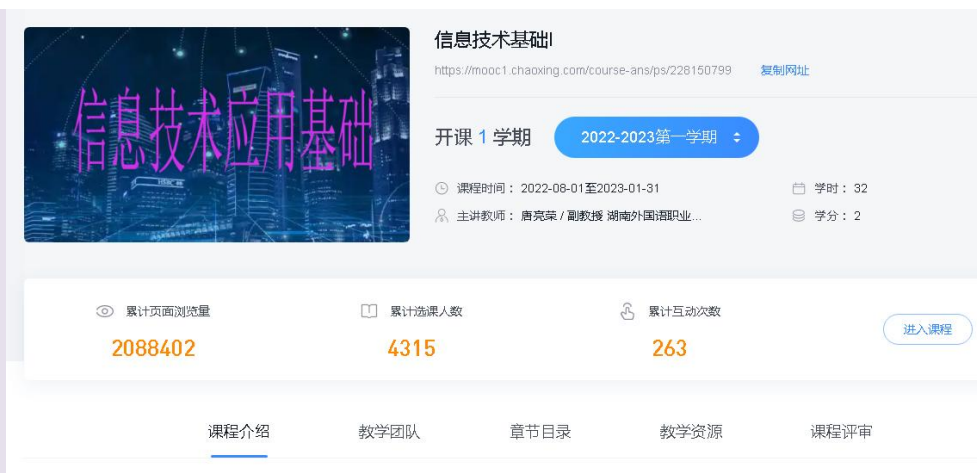 信息技术应用基础
信息技术基础I
https://mooc1.chaoxing.com/course-ans/ps/228150799 复制网址
开课 1 学期 2022-2023第一学期
课程时间： 2022-08-01至2023-01-31 学时： 32
主讲教师： 唐亮荣 / 副教授 湖南外国语职业... 学分： 2
累计页面浏览量 累计选课人数 累计互动次数
2088402 4315 263
进入课程
课程介绍 教学团队 章节目录 教学资源 课程评审